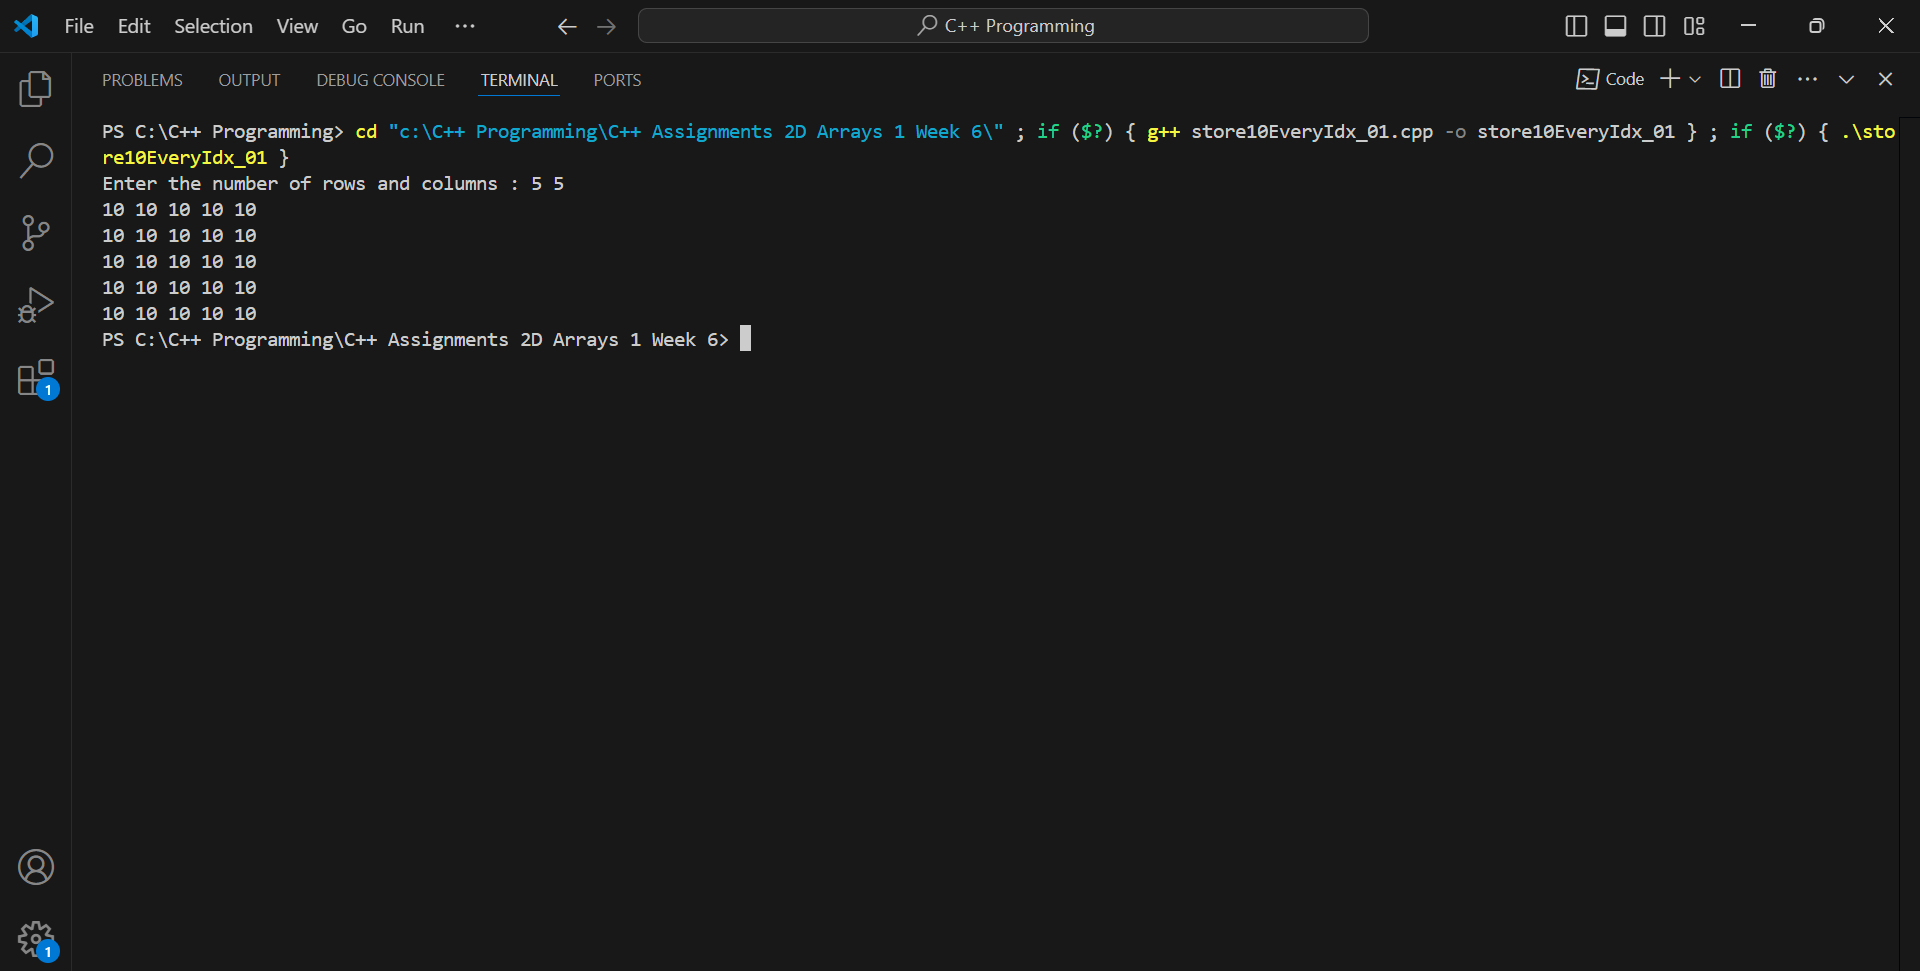 File Edit Selection View Go Run ···
C++ Programming
PROBLEMS OUTPUT DEBUG CONSOLE TERMINAL PORTS
Code
PS C:\C++ Programming> cd "c:\C++ Programming\C++ Assignments 2D Arrays 1 Week 6\" ; if ($?) { g++ store10EveryIdx_01.cpp -o store10EveryIdx_01 } ; if ($?) { .\sto
re10EveryIdx_01 }
Enter the number of rows and columns : 5 5
10 10 10 10 10
10 10 10 10 10
10 10 10 10 10
10 10 10 10 10
10 10 10 10 10
PS C:\C++ Programming\C++ Assignments 2D Arrays 1 Week 6>
1
1